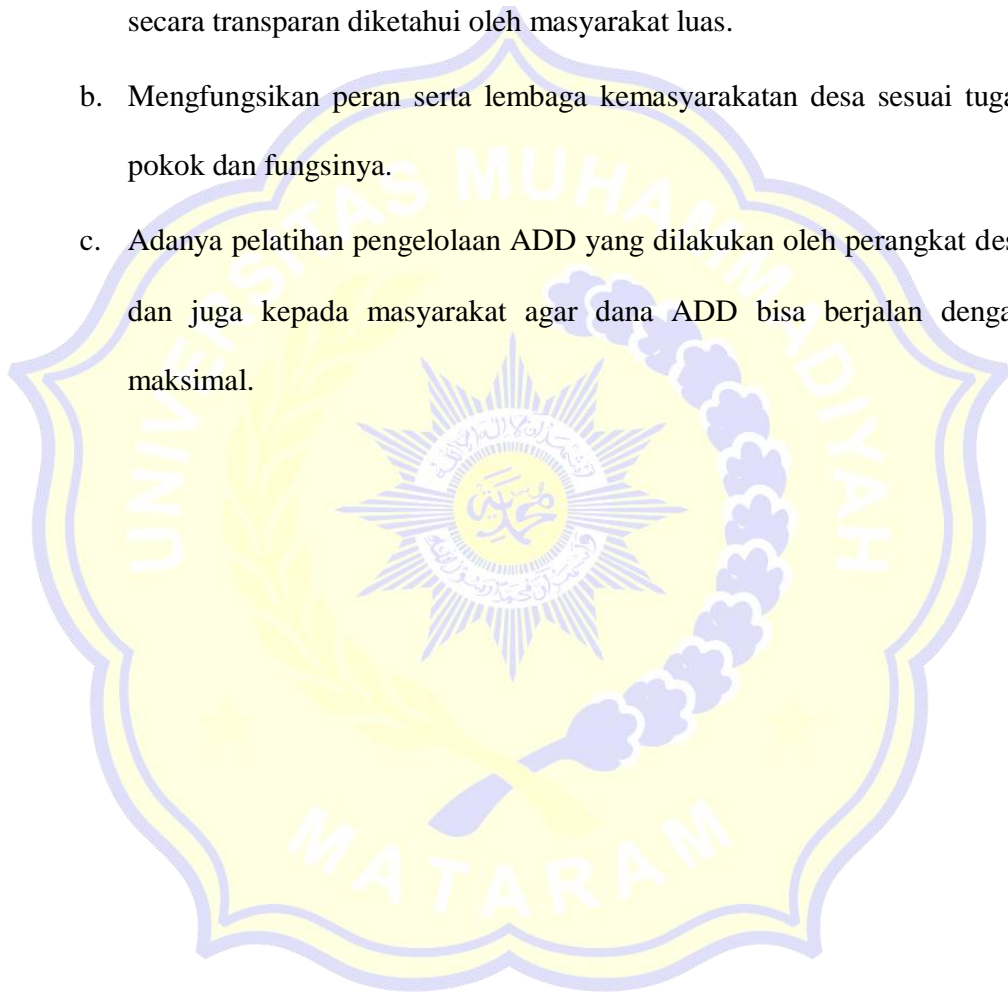 secara transparan diketahui oleh masyarakat luas.
b. Mengfungsikan peran serta lembaga kemasyarakatan desa sesuai tuga
pokok dan fungsinya.
c. Adanya pelatihan pengelolaan ADD yang dilakukan oleh perangkat des
dan juga kepada masyarakat agar dana ADD bisa berjalan denga
maksimal.
UNIVERSITAS MUHAMMADIYAH
MATARAM